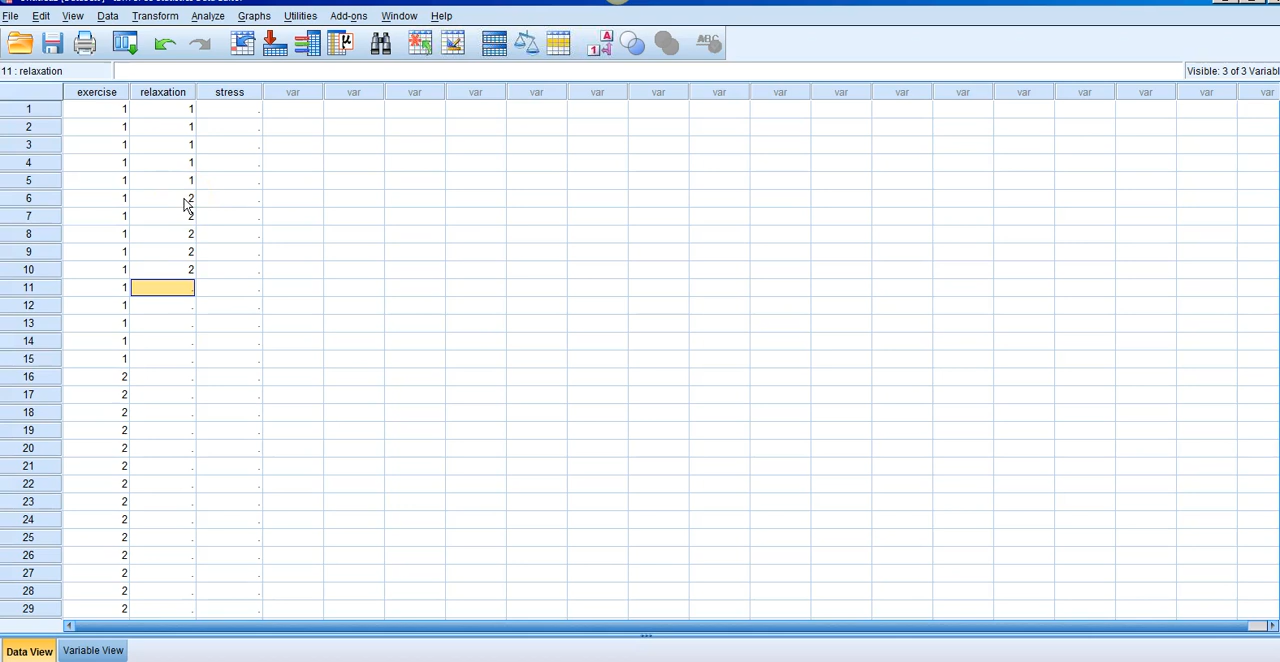 File Edit View Data Transform Analyze Graphs Utilities Add-ons Window Help
11 : relaxation Visible: 3 of 3 Variabl
exercise relaxation stress var var var var var var var var var var var var var var var var var
1 1 1 .
2 1 1 .
3 1 1 .
4 1 1 .
5 1 1 .
6 1 2 .
7 1 2 .
8 1 2 .
9 1 2 .
10 1 2 .
11 1 . .
12 1 . .
13 1 . .
14 1 . .
15 1 . .
16 2 . .
17 2 . .
18 2 . .
19 2 . .
20 2 . .
21 2 . .
22 2 . .
23 2 . .
24 2 . .
25 2 . .
26 2 . .
27 2 . .
28 2 . .
29 2 . .
Data View Variable View